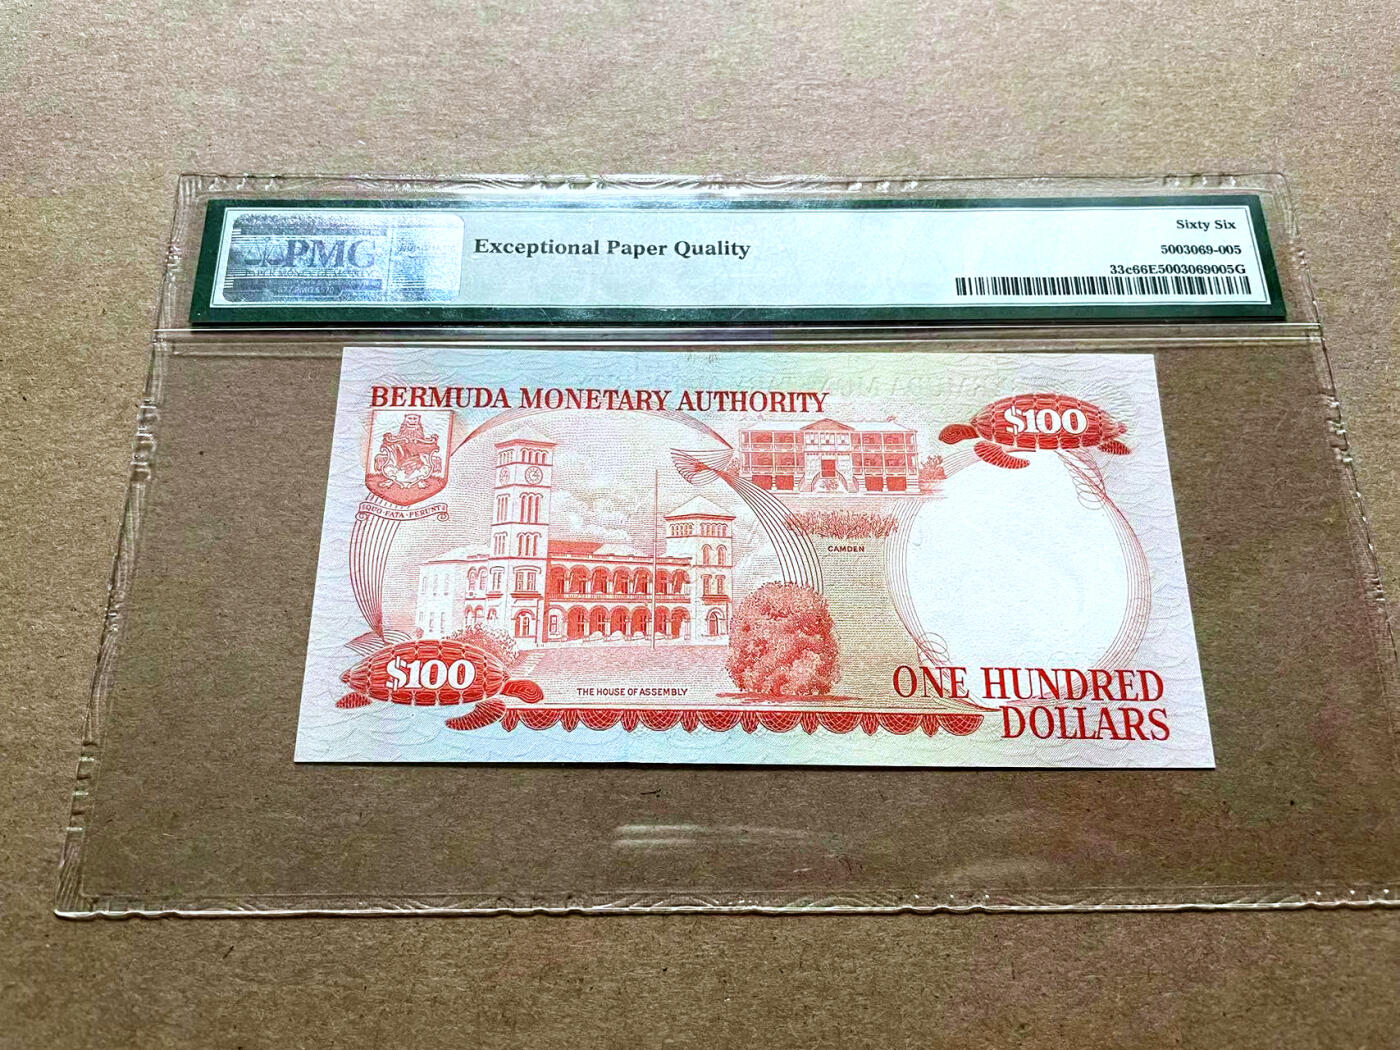 PMG
Exceptional Paper Quality
Sixty Six
5003069-005
33c66E5003069005G
BERMUDA MONETARY AUTHORITY
$100
QUO FATA FERUNT
CAMDEN
$100
THE HOUSE OF ASSEMBLY
ONE HUNDRED
DOLLARS